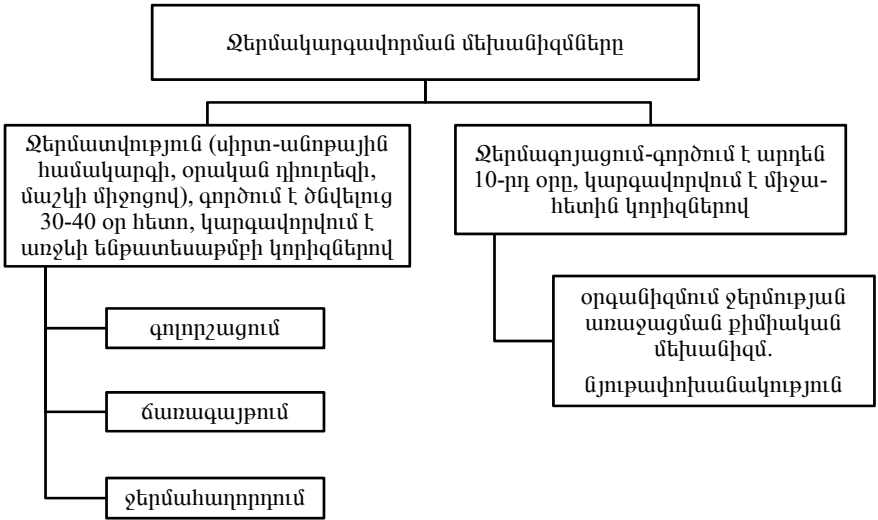 Ջերմակարգավորման մեխանիզմները
Ջերմատվություն (սիրտ-անոթային
համակարգի, օրական դիուրեզի,
մաշկի միջոցով), գործում է ծնվելուց
30-40 օր հետո, կարգավորվում է
առջևի ենթատեսաթմբի կորիզներով
գոլորշացում
ճառագայթում
ջերմահաղորդում
Ջերմագոյացում-գործում է արդեն
10-րդ օրը, կարգավորվում է միջա-
հետին կորիզներով
օրգանիզմում ջերմության
առաջացման քիմիական
մեխանիզմ.
նյութափոխանակություն